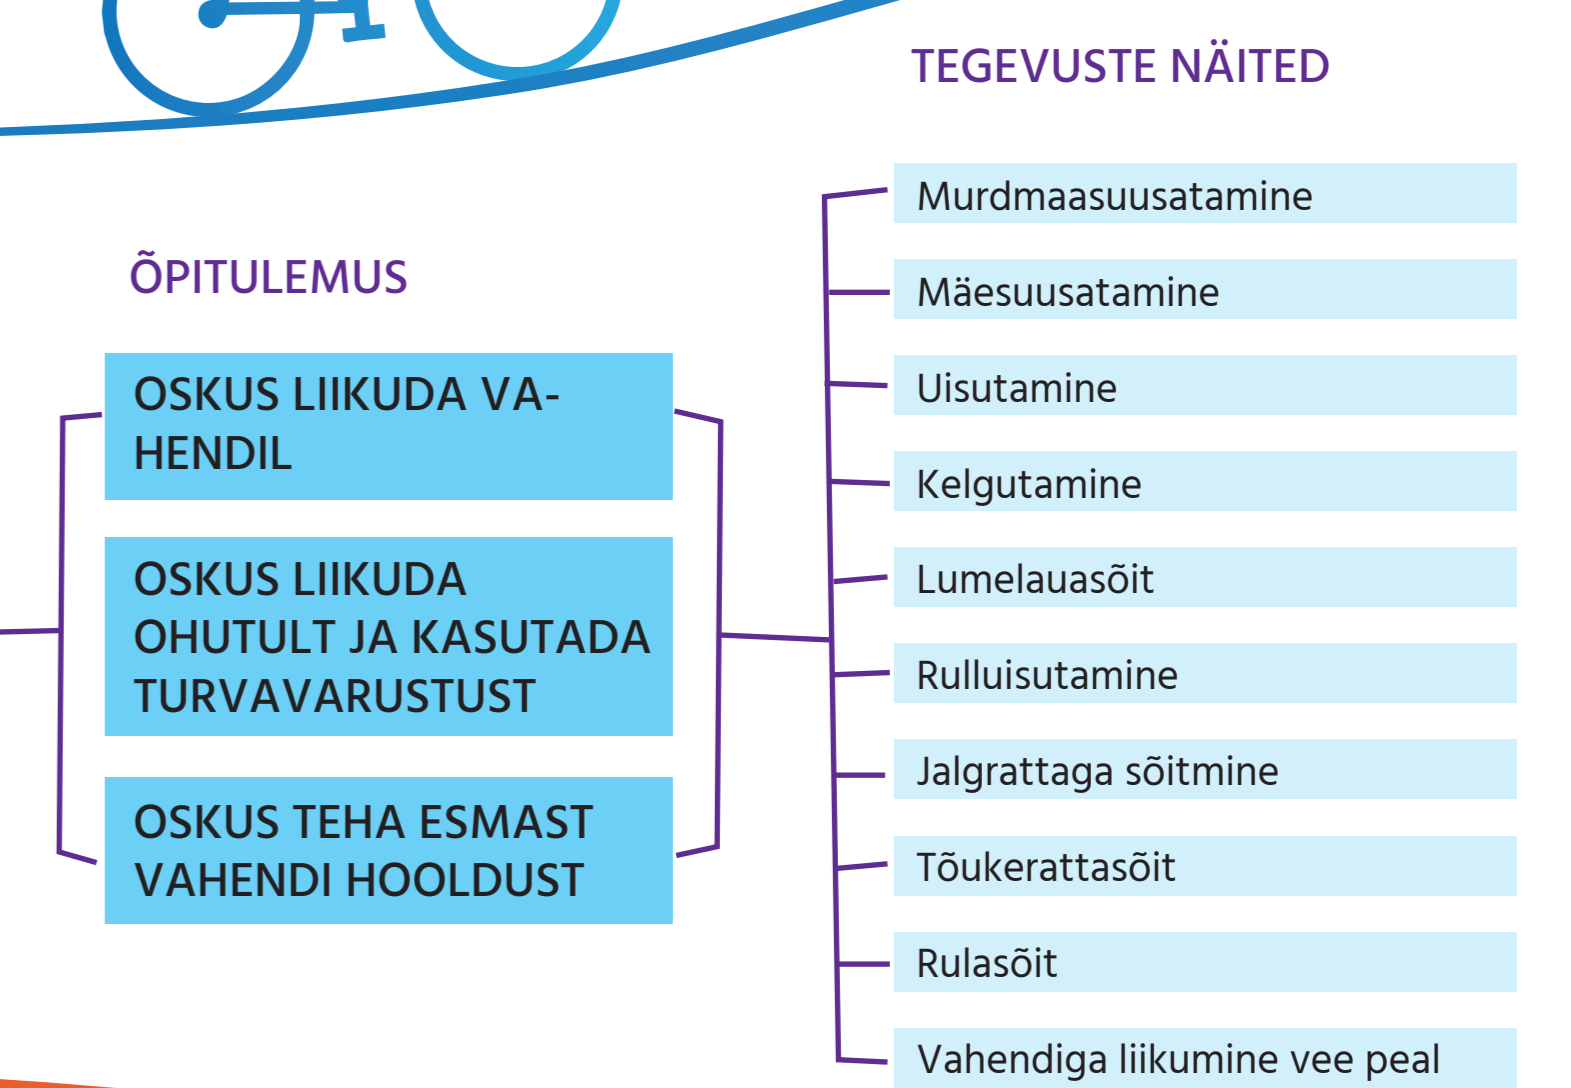 TEGEVUSTE NÄITED
ÕPITULEMUS
OSKUS LIIKUDA VA-
HENDIL
OSKUS LIIKUDA
OHUTULT JA KASUTADA
TURVAVARUSTUST
OSKUS TEHA ESMAST
VAHENDI HOOLDUST
Murdmaasuusatamine
Mäesuusatamine
Uisutamine
Kelgutamine
Lumelauasõit
Rulluisutamine
Jalgrattaga sõitmine
Tõukerattasõit
Rulasõit
Vahendiga liikumine vee peal